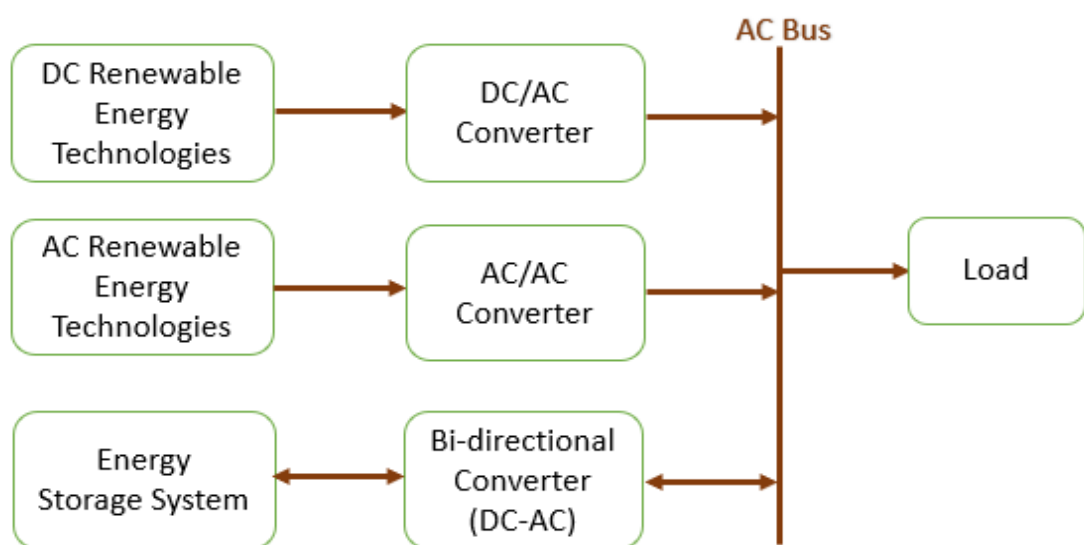 AC Bus
DC Renewable
Energy
Technologies
DC/AC
Converter
AC Renewable
Energy
Technologies
AC/AC
Converter
Load
Energy
Storage System
Bi-directional
Converter
(DC-AC)